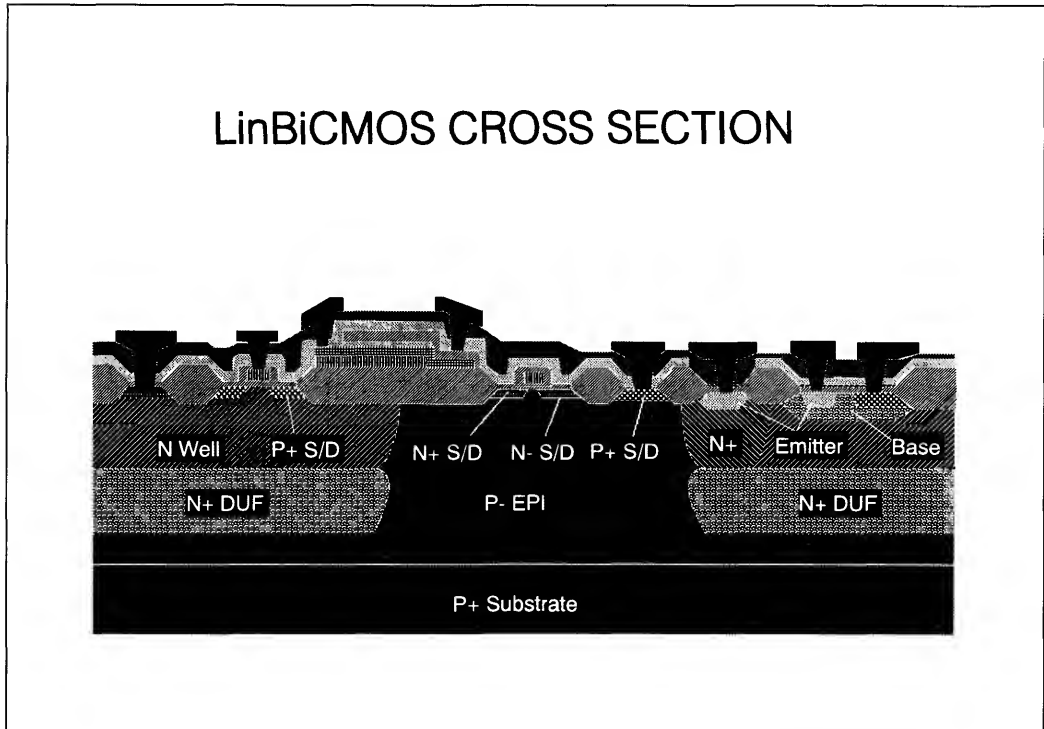 LinBiCMOS CROSS SECTION
N Well P+ S/D N+ S/D N- S/D P+ S/D N+ Emitter Base
N+ DUF P- EPI N+ DUF
P+ Substrate